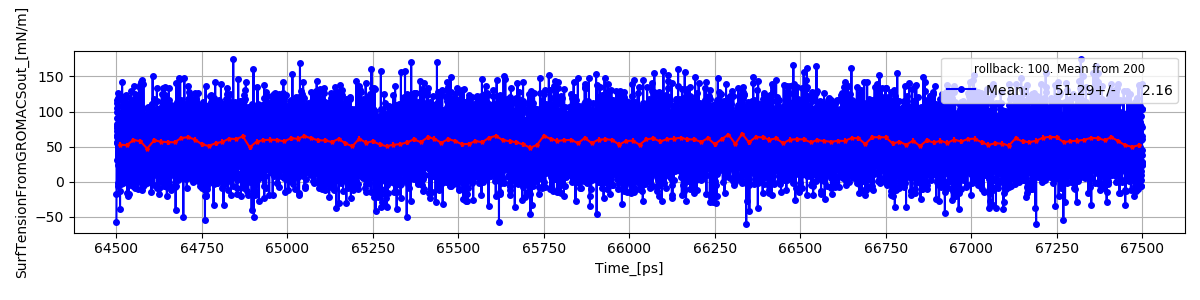 SurfTensionFromGROMACSout_[mN/m]
150
100
50
0
−50
rollback: 100. Mean from 200
Mean: 51.29+/- 2.16
64500 64750 65000 65250 65500 65750 66000 66250 66500 66750 67000 67250 67500
Time_[ps]